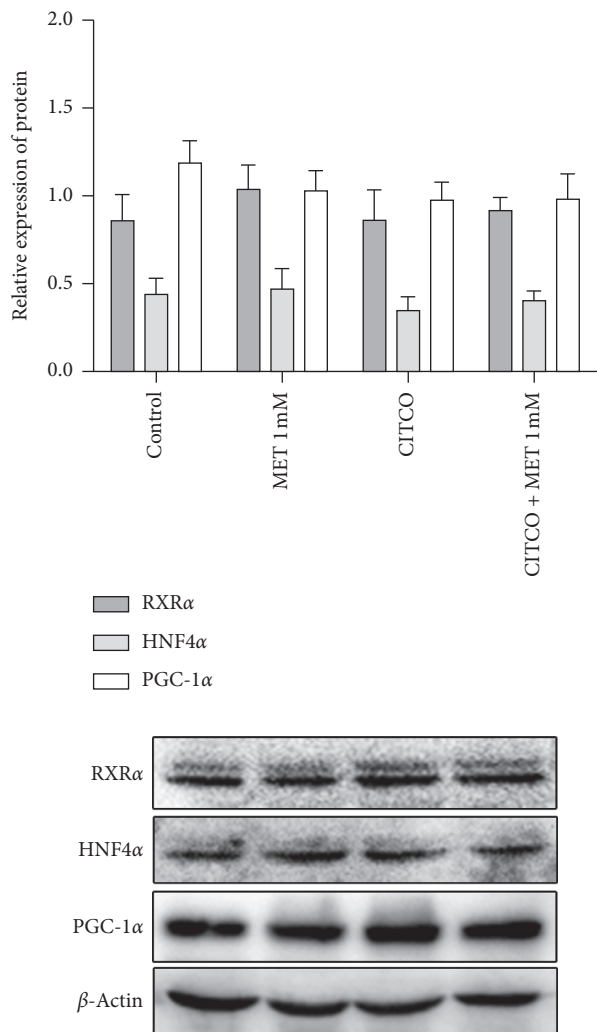 2.0
1.5
1.0
0.5
0.0
Relative expression of protein
Control
MET 1 mM
CITCO
CITCO + MET 1 mM
RXRα
HNF4α
PGC-1α
RXRα
HNF4α
PGC-1α
β-Actin